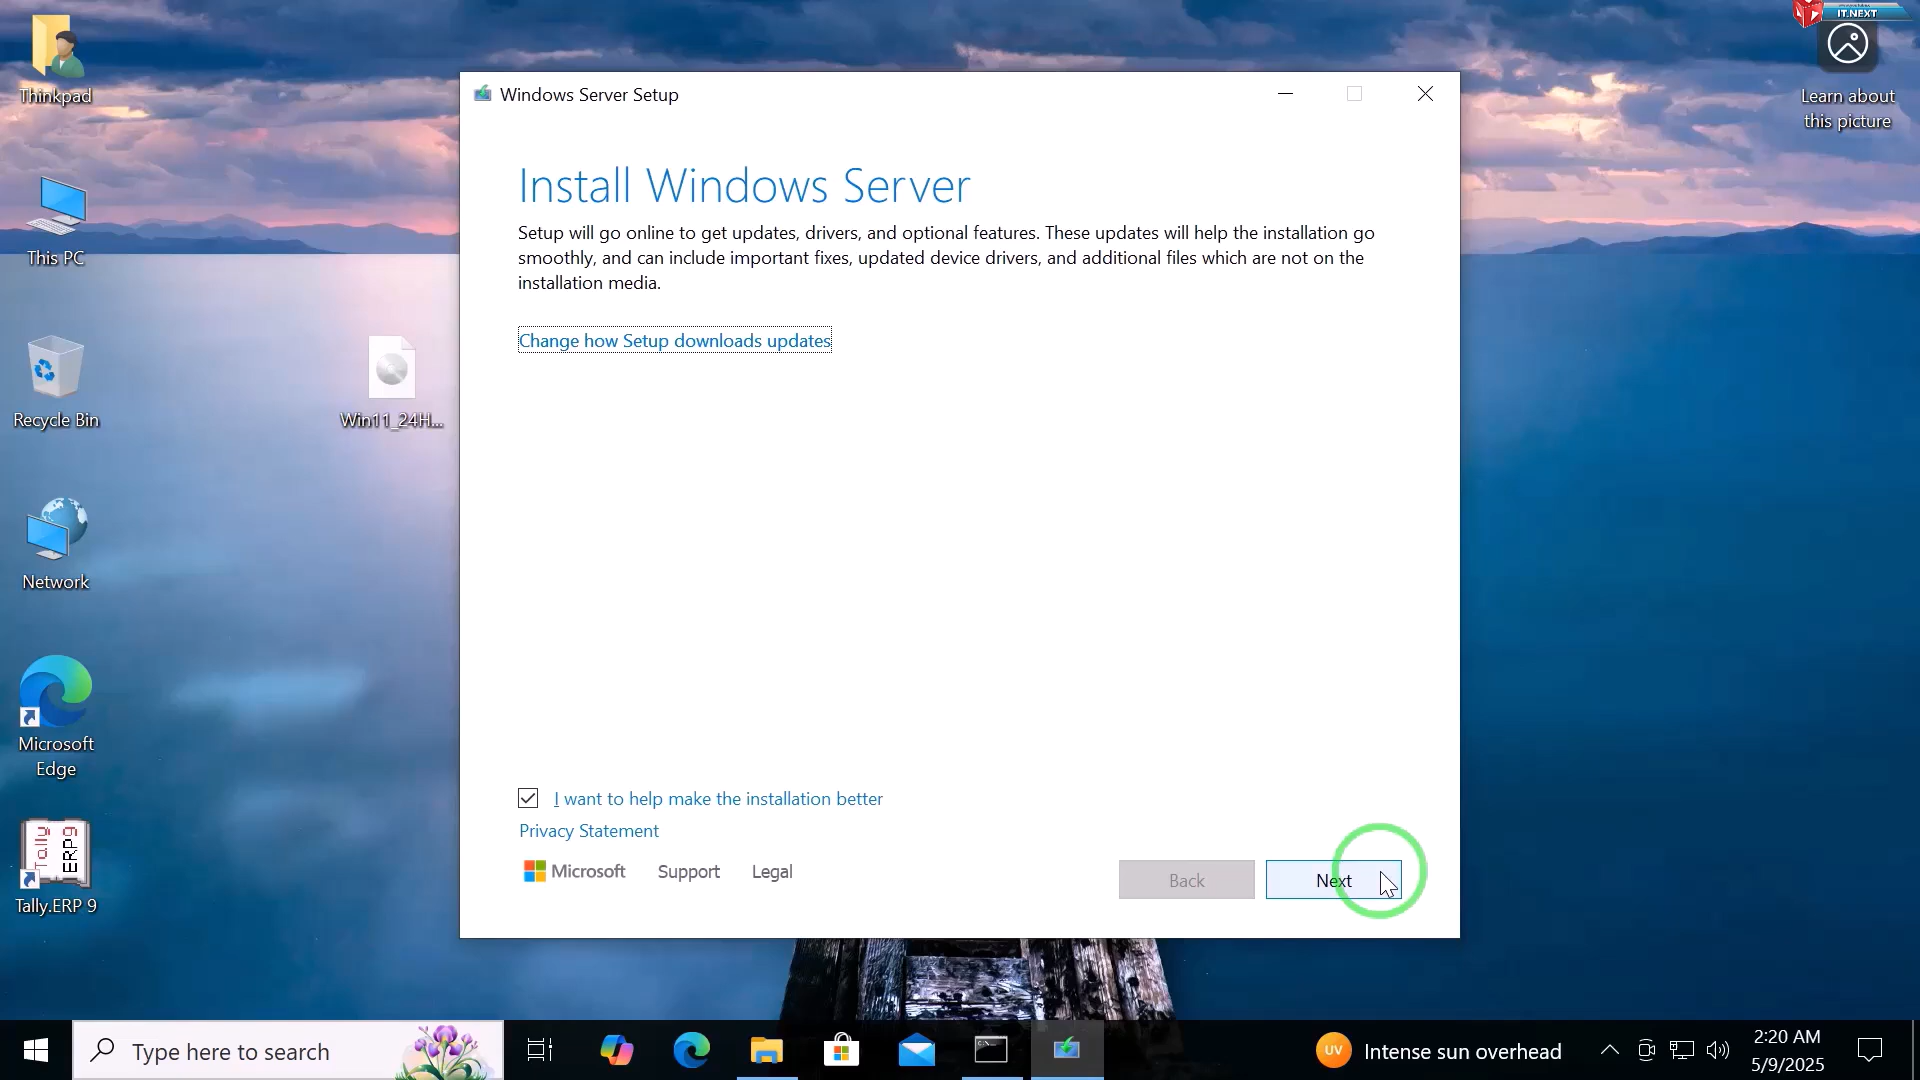 Thinkpad
This PC
Recycle Bin
Network
Microsoft
Edge
Tally.ERP 9
Tally
ERP9
Win11_24H...
IT.NEXT
Learn about
this picture
Windows Server Setup
Install Windows Server
Setup will go online to get updates, drivers, and optional features. These updates will help the installation go
smoothly, and can include important fixes, updated device drivers, and additional files which are not on the
installation media.
Change how Setup downloads updates
I want to help make the installation better
Privacy Statement
Microsoft Support Legal
Back Next
Type here to search
UV Intense sun overhead
2:20 AM
5/9/2025